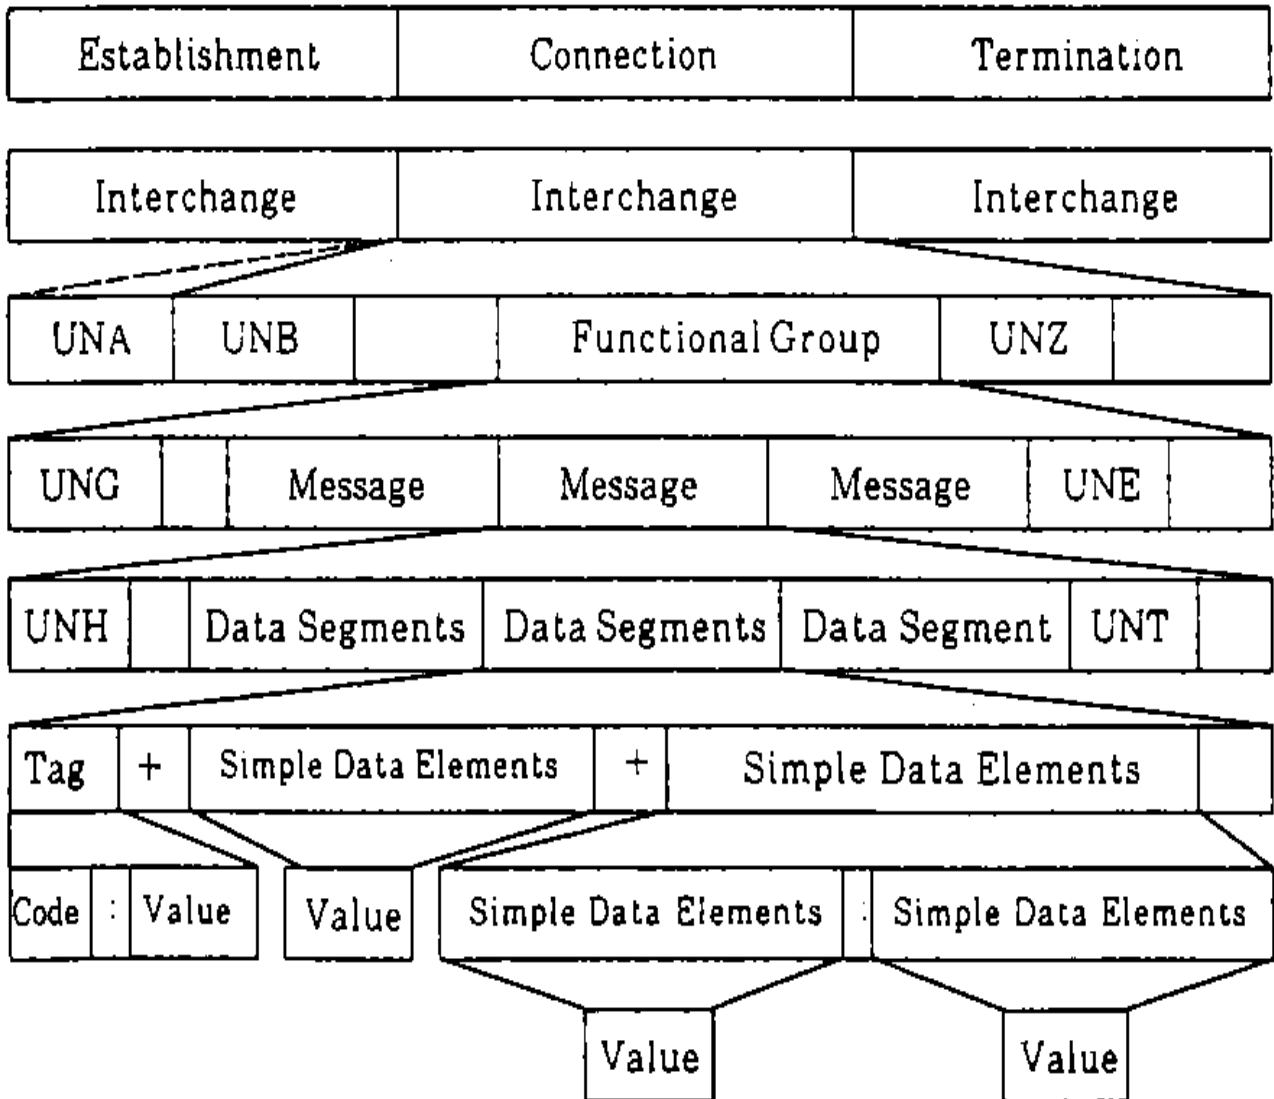 Establishment Connection Termination
Interchange Interchange Interchange
UNA UNB Functional Group UNZ
UNG Message Message Message UNE
UNH Data Segments Data Segments Data Segment UNT
Tag + Simple Data Elements + Simple Data Elements
Code : Value Value Simple Data Elements : Simple Data Elements
Value Value